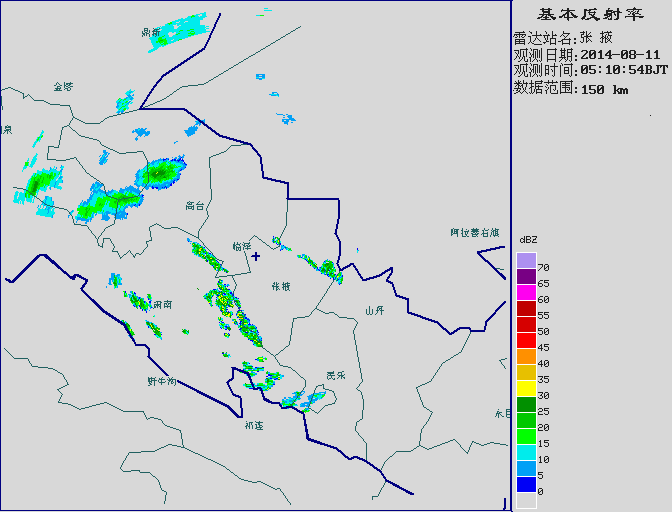 基本反射率
雷达站名:张 掖
观测日期:2014-08-11
观测时间:05:10:54BJT
数据范围:150 km
鼎新
金塔
泉
高台
临泽
阿拉善右旗
张掖
山丹
肃南
野牛沟
民乐
祁连
永昌
dBZ
70
65
60
55
50
45
40
35
30
25
20
15
10
5
0